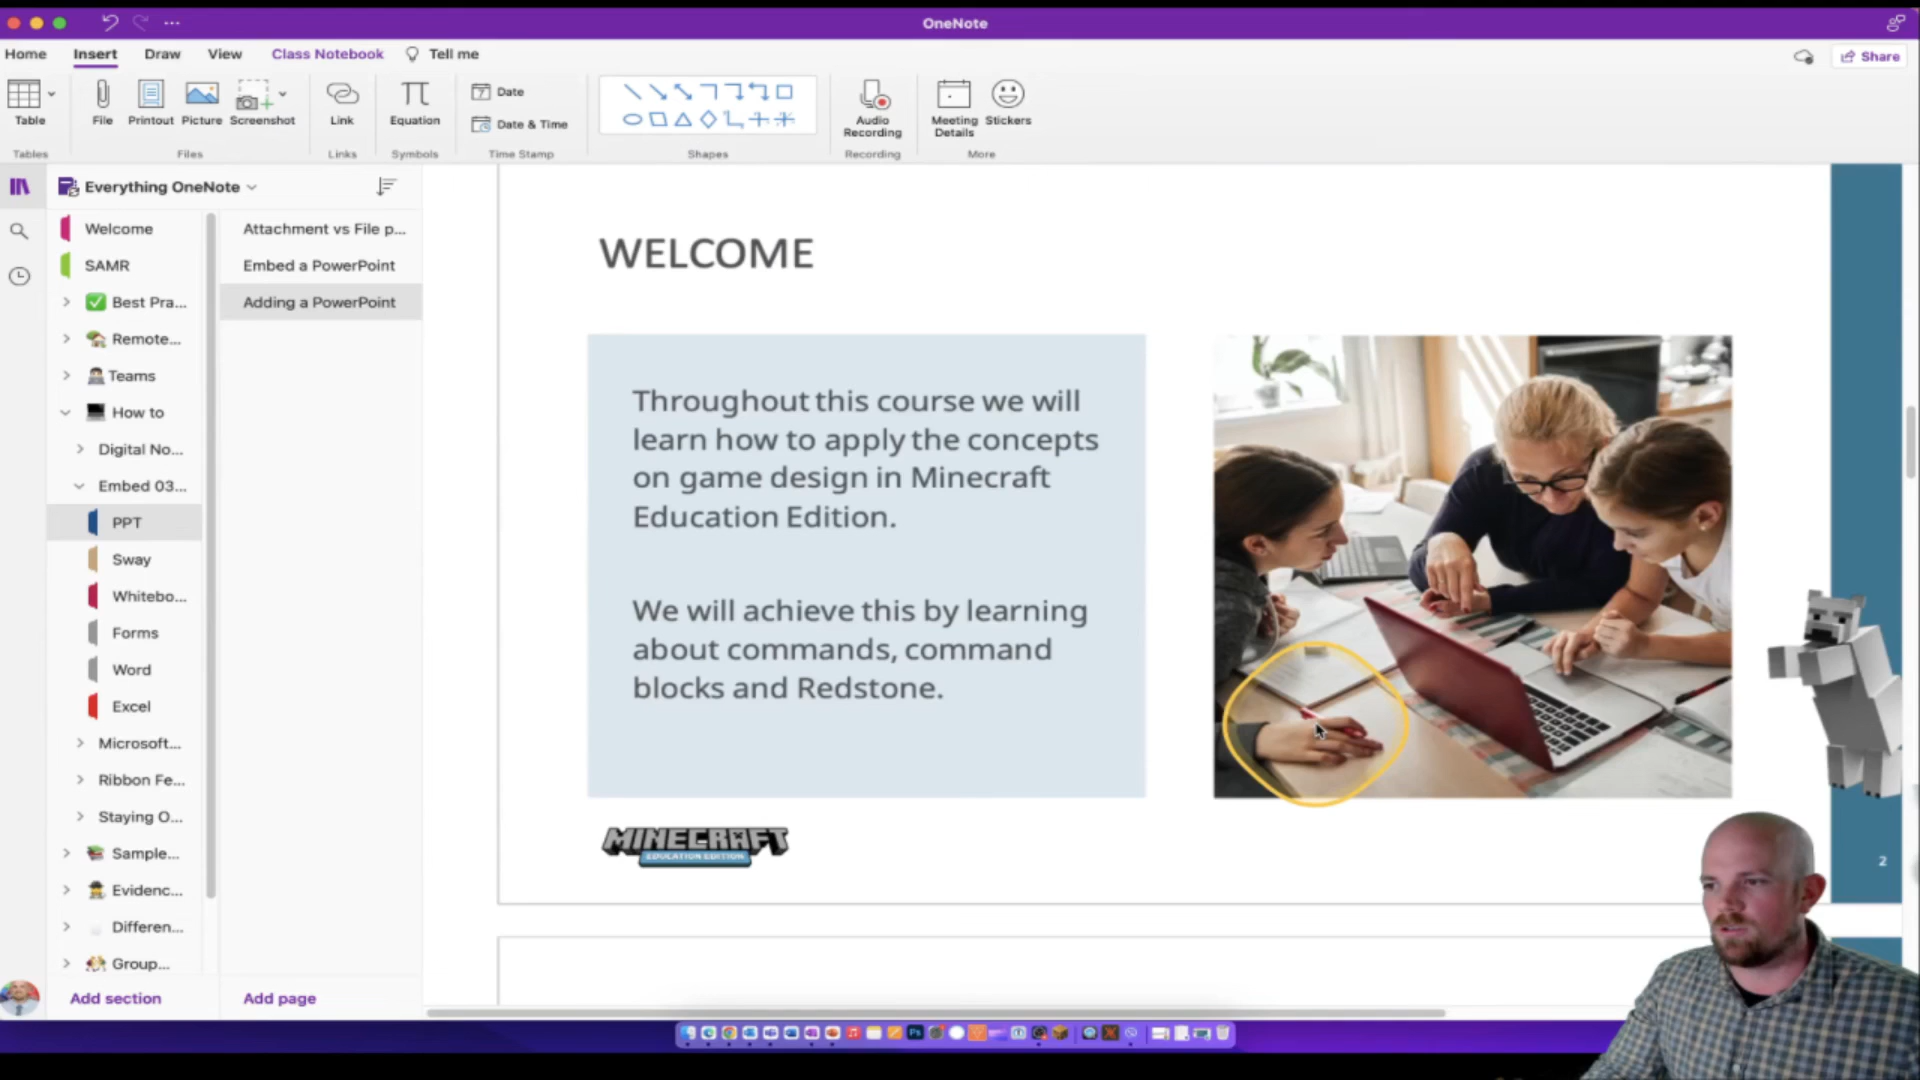 OneNote
Home Insert Draw View Class Notebook Tell me
Share
Table File Printout Picture Screenshot Link Equation Date
Date & Time
Audio Recording
Meeting Details Stickers
Tables Files Links Symbols Time Stamp Shapes Recording More
Everything OneNote
Welcome
SAMR
Best Pra...
Remote...
Teams
How to
Digital No...
Embed 03...
PPT
Sway
Whitebo...
Forms
Word
Excel
Microsoft...
Ribbon Fe...
Staying O...
Sample...
Evidenc...
Differen...
Group...
Add section
Attachment vs File p...
Embed a PowerPoint
Adding a PowerPoint
Add page
WELCOME
Throughout this course we will
learn how to apply the concepts
on game design in Minecraft
Education Edition.
We will achieve this by learning
about commands, command
blocks and Redstone.
MINECRAFT
EDUCATION EDITION
2